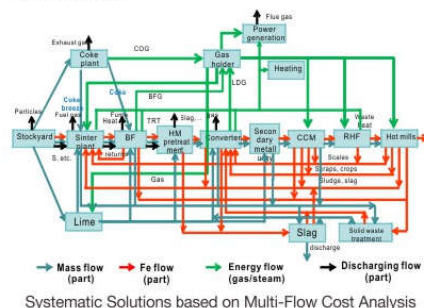 Flue gas
Power
generation
Exhaust gas
Coke
plant
COG
Gas
holder
Heating
Particles
Coke
breeze
Fuel gas
Coke
BFG
LDG
Heat
TRT
Slag,..
Waste
heat
Stockyard
Sinter
plant
BF
HM
pretreat
ment
Converter
Secon
dary
metall
urgy
CCM
RHF
Hot mills
S, etc.
return
Scales
Scraps, crops
Sludge, slag
Gas
Lime
Slag
Solid waste
treatment
discharge
Mass flow
(part)
Fe flow
(part)
Energy flow
(gas/steam)
Discharging flow
(part)
Systematic Solutions based on Multi-Flow Cost Analysis